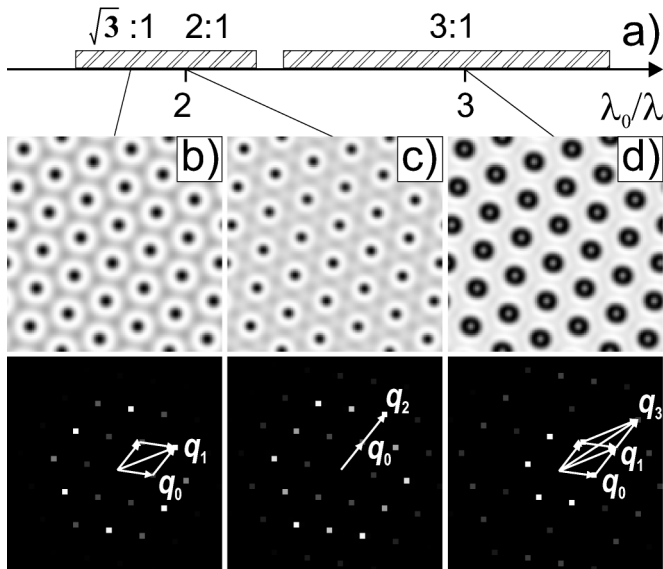 √3 :1 2:1 3:1 a)
2 3 λ₀/λ
b) c) d)
q₂ q₃
q₁ q₀ q₁
q₀ q₀